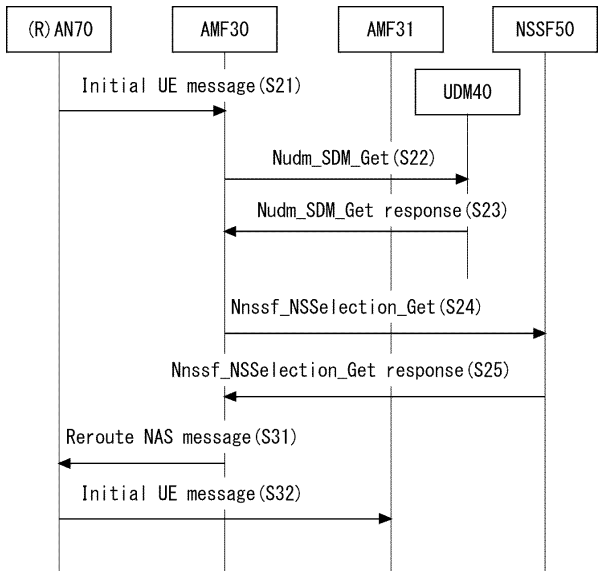 (R)AN70 AMF30 AMF31 NSSF50
Initial UE message(S21)
UDM40
Nudm_SDM_Get(S22)
Nudm_SDM_Get response(S23)
Nnssf_NSSelection_Get(S24)
Nnssf_NSSelection_Get response(S25)
Reroute NAS message(S31)
Initial UE message(S32)